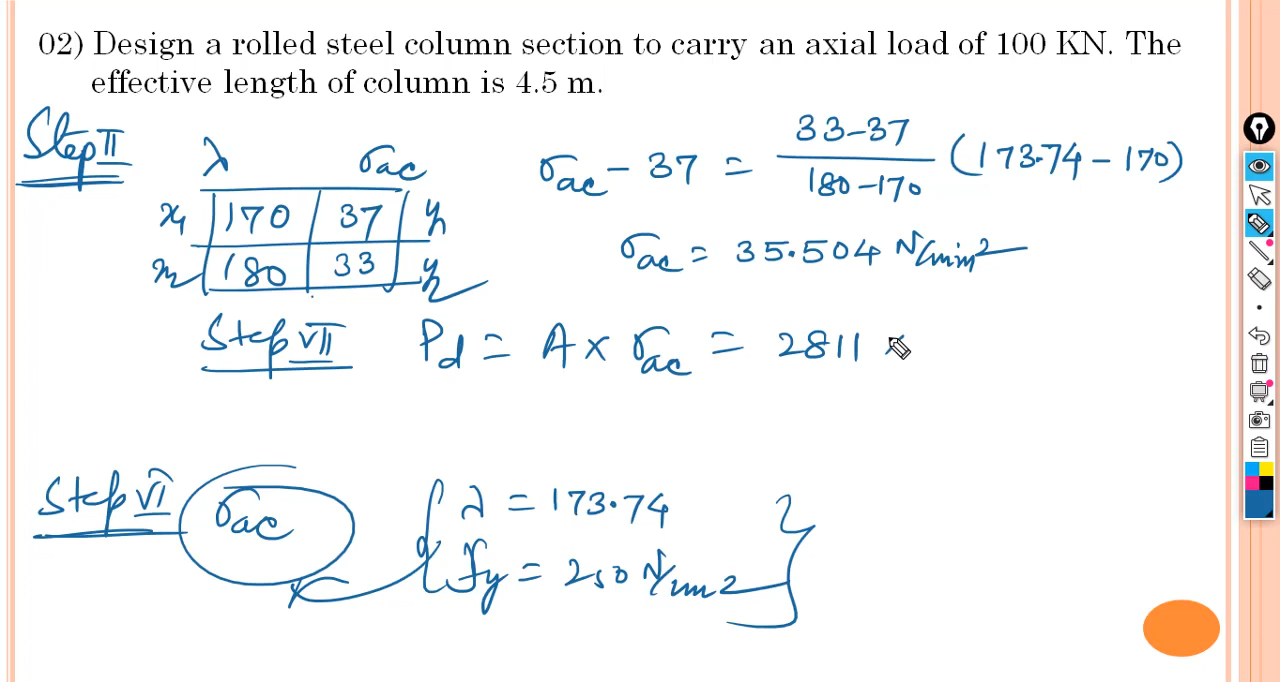 02) Design a rolled steel column section to carry an axial load of 100 KN. The
effective length of column is 4.5 m.
Step II
λ σac
x1 170 37 y1
x2 180 33 y2
σac - 37 = 33-37 / 180-170 (173.74 - 170)
σac = 35.504 N/mm2
Step VII Pd = A × σac = 2811 ×
Step VI σac { λ = 173.74
fy = 250 N/mm2 }